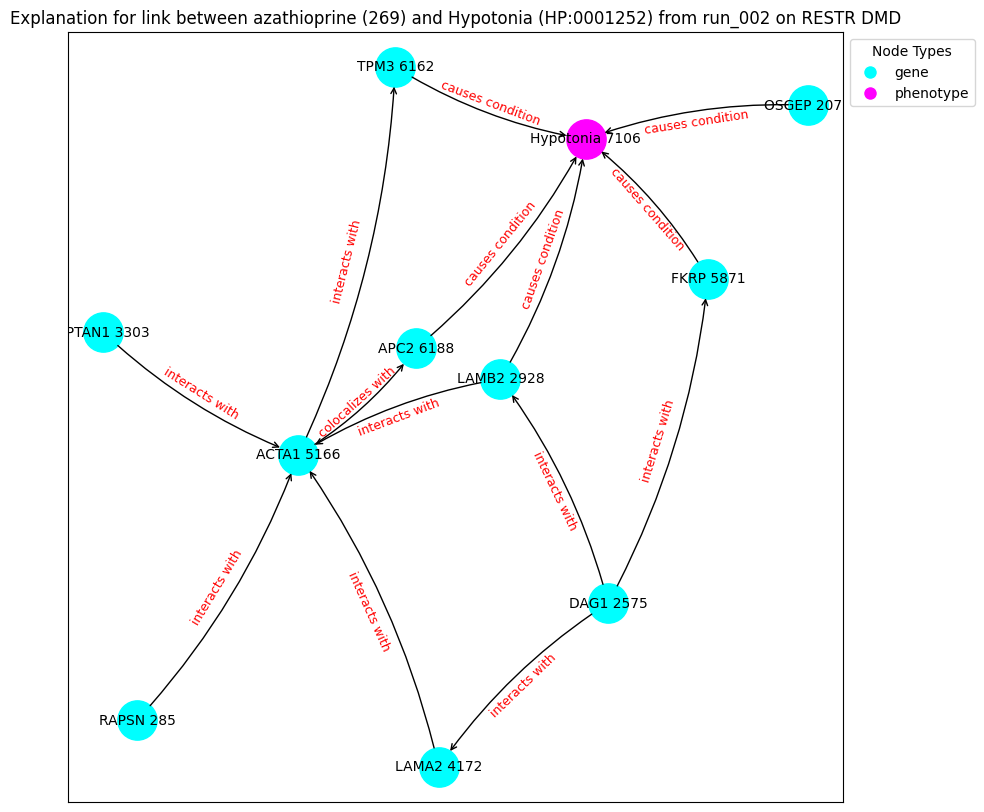 Explanation for link between azathioprine (269) and Hypotonia (HP:0001252) from run_002 on RESTR DMD
Node Types
gene
phenotype
TPM3 6162
causes condition
OSGEP 207
causes condition
Hypotonia 7106
causes condition
causes condition
causes condition
interacts with
FKRP 5871
PTAN1 3303
APC2 6188
LAMB2 2928
interacts with
colocalizes with
interacts with
interacts with
ACTA1 5166
interacts with
interacts with
interacts with
DAG1 2575
interacts with
RAPSN 285
LAMA2 4172